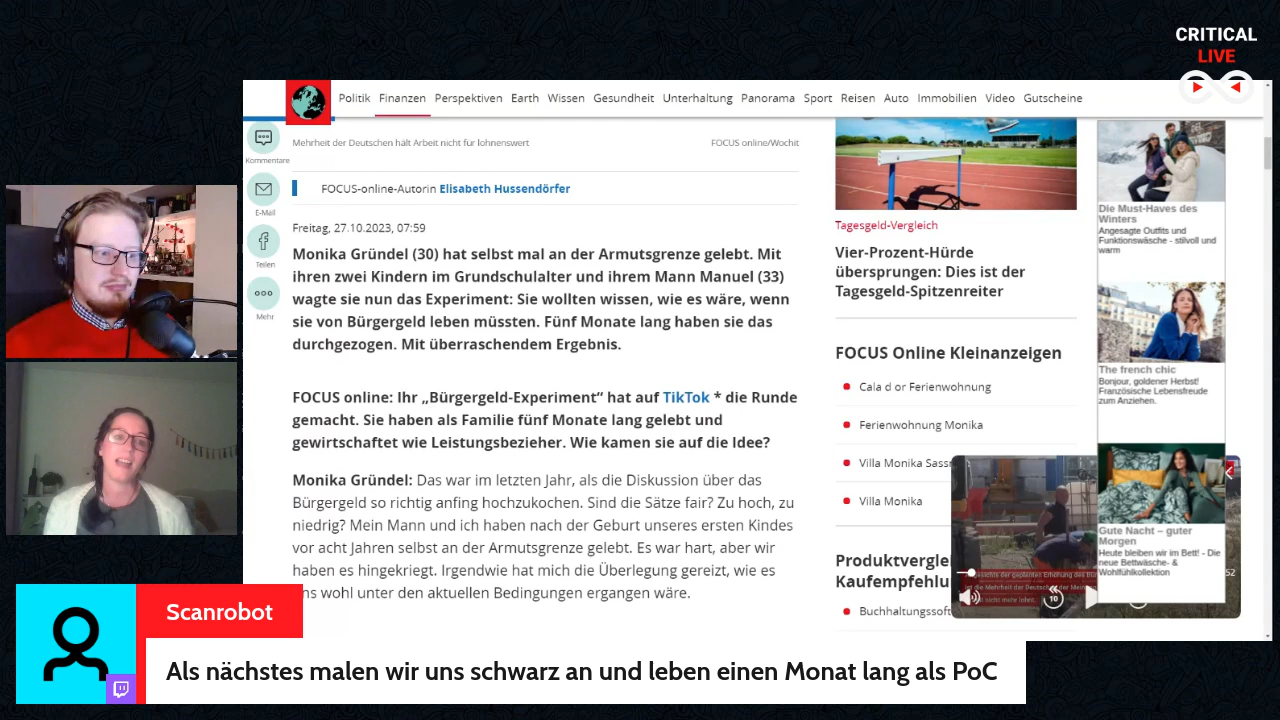 CRITICAL
LIVE
Politik Finanzen Perspektiven Earth Wissen Gesundheit Unterhaltung Panorama Sport Reisen Auto Immobilien Video Gutscheine
Kommentare
E-Mail
Teilen
Mehr
Mehrheit der Deutschen hält Arbeit nicht für lohnenswert
FOCUS online/Wochit
FOCUS-online-Autorin Elisabeth Hussendörfer
Freitag, 27.10.2023, 07:59
Monika Gründel (30) hat selbst mal an der Armutsgrenze gelebt. Mit
ihren zwei Kindern im Grundschulalter und ihrem Mann Manuel (33)
wagte sie nun das Experiment: Sie wollten wissen, wie es wäre, wenn
sie von Bürgergeld leben müssten. Fünf Monate lang haben sie das
durchgezogen. Mit überraschendem Ergebnis.
FOCUS online: Ihr „Bürgergeld-Experiment“ hat auf TikTok * die Runde
gemacht. Sie haben als Familie fünf Monate lang gelebt und
gewirtschaftet wie Leistungsbezieher. Wie kamen sie auf die Idee?
Monika Gründel: Das war im letzten Jahr, als die Diskussion über das
Bürgergeld so richtig anfing hochzukochen. Sind die Sätze fair? Zu hoch, zu
niedrig? Mein Mann und ich haben nach der Geburt unseres ersten Kindes
vor acht Jahren selbst an der Armutsgrenze gelebt. Es war hart, aber wir
haben es hingekriegt. Irgendwie hat mich die Überlegung gereizt, wie es
wohl unter den aktuellen Bedingungen ergangen wäre.
Tagesgeld-Vergleich
Vier-Prozent-Hürde
übersprungen: Dies ist der
Tagesgeld-Spitzenreiter
FOCUS Online Kleinanzeigen
Cala d or Ferienwohnung
Ferienwohnung Monika
Villa Monika Sassn
Villa Monika
Produktverglei
Kaufempfehlu
Buchhaltungssoft
Die Must-Haves des
Winters
Angesagte Outfits und
Funktionswäsche - stilvoll und
warm
The french chic
Bonjour, goldener Herbst!
Französische Lebensfreude
zum Anziehen.
Gute Nacht – guter
Morgen
Heute bleiben wir im Bett! - Die
neue Bettwäsche- &
Wohlfühlkollektion
10
52
Scanrobot
Als nächstes malen wir uns schwarz an und leben einen Monat lang als PoC